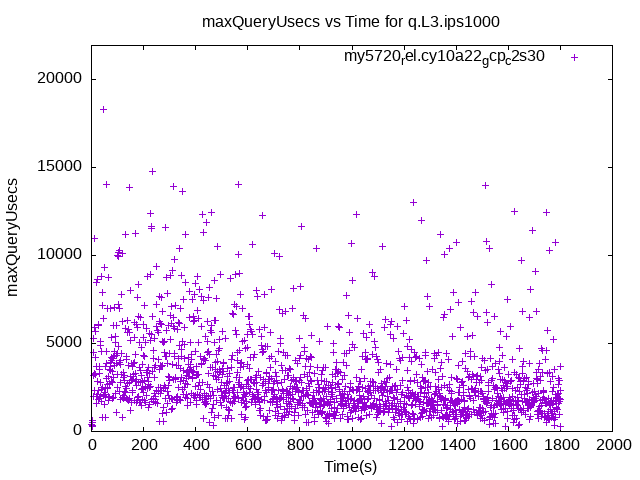 maxQueryUsecs vs Time for q.L3.ips1000
my5720rel.cy10a22gcpc2s30
20000
15000
10000
5000
0
maxQueryUsecs
0 200 400 600 800 1000 1200 1400 1600 1800 2000
Time(s)